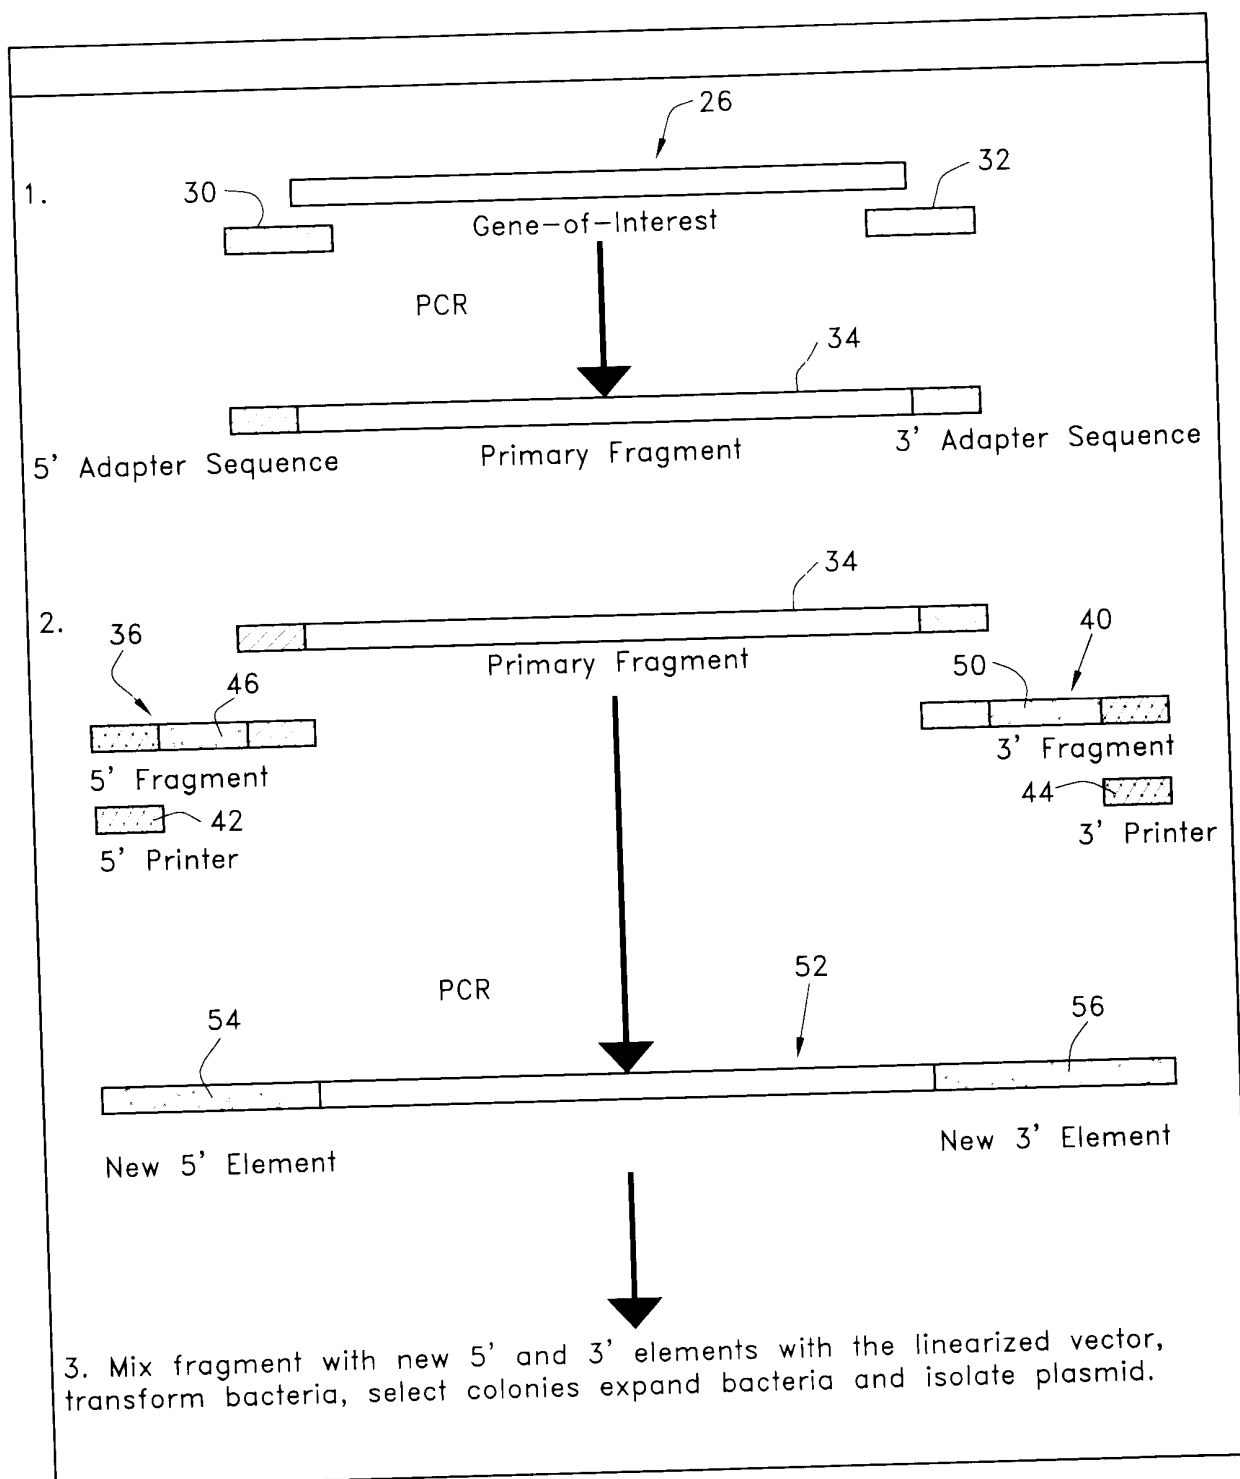 26
1.
30
32
Gene-of-Interest
PCR
34
5' Adapter Sequence
Primary Fragment
3' Adapter Sequence
34
2.
36
40
Primary Fragment
46
50
5' Fragment
3' Fragment
42
44
5' Printer
3' Printer
PCR
52
54
56
New 5' Element
New 3' Element
3. Mix fragment with new 5' and 3' elements with the linearized vector,
transform bacteria, select colonies expand bacteria and isolate plasmid.